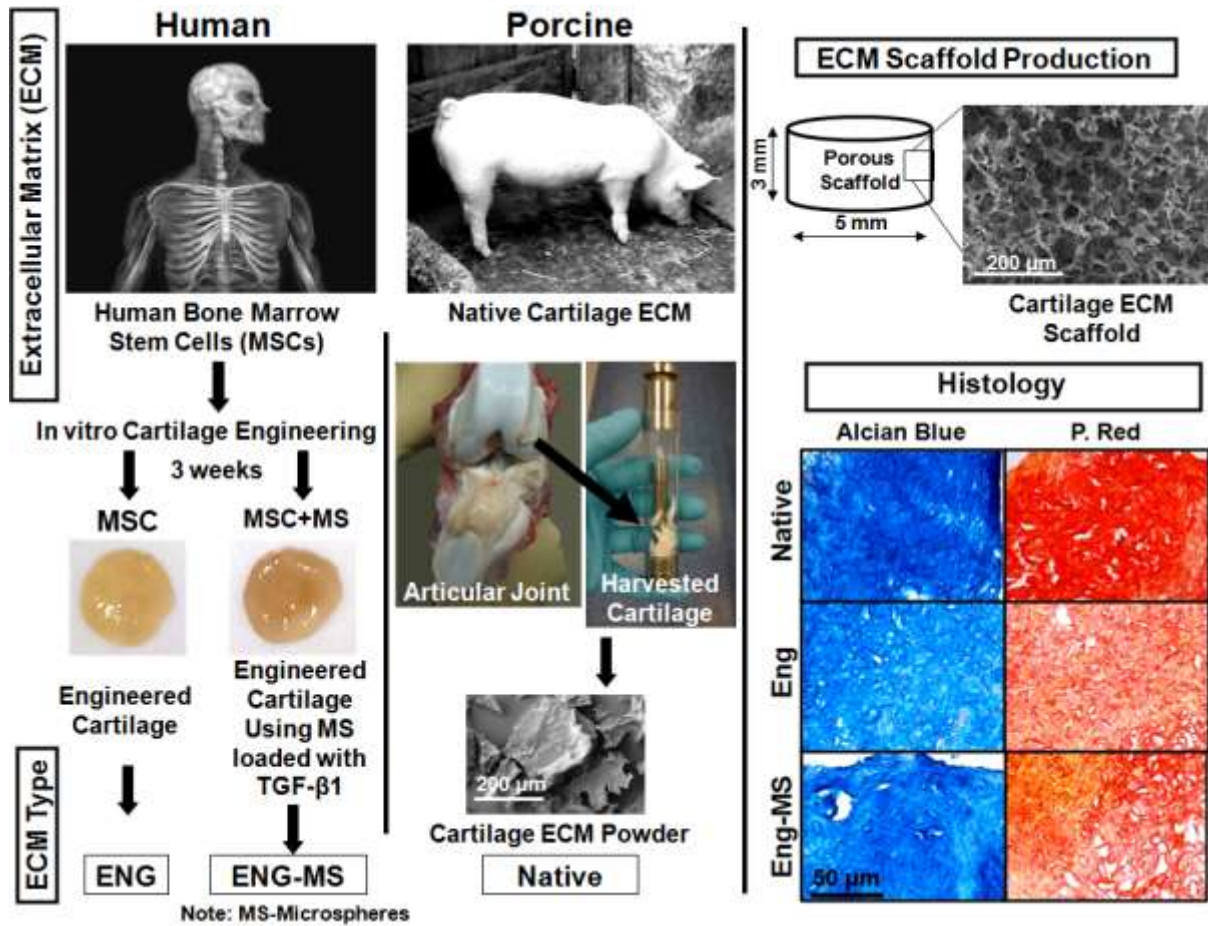 Extracellular Matrix (ECM)
Human
Human Bone Marrow
Stem Cells (MSCs)
In vitro Cartilage Engineering
3 weeks
MSC
MSC+MS
Engineered
Cartilage
Engineered
Cartilage
Using MS
loaded with
TGF-β1
ECM Type
ENG
ENG-MS
Note: MS-Microspheres
Porcine
Native Cartilage ECM
Articular Joint
Harvested
Cartilage
200 µm
Cartilage ECM Powder
Native
ECM Scaffold Production
3 mm
Porous
Scaffold
5 mm
200 µm
Cartilage ECM
Scaffold
Histology
Alcian Blue
P. Red
Native
Eng
Eng-MS
50 µm